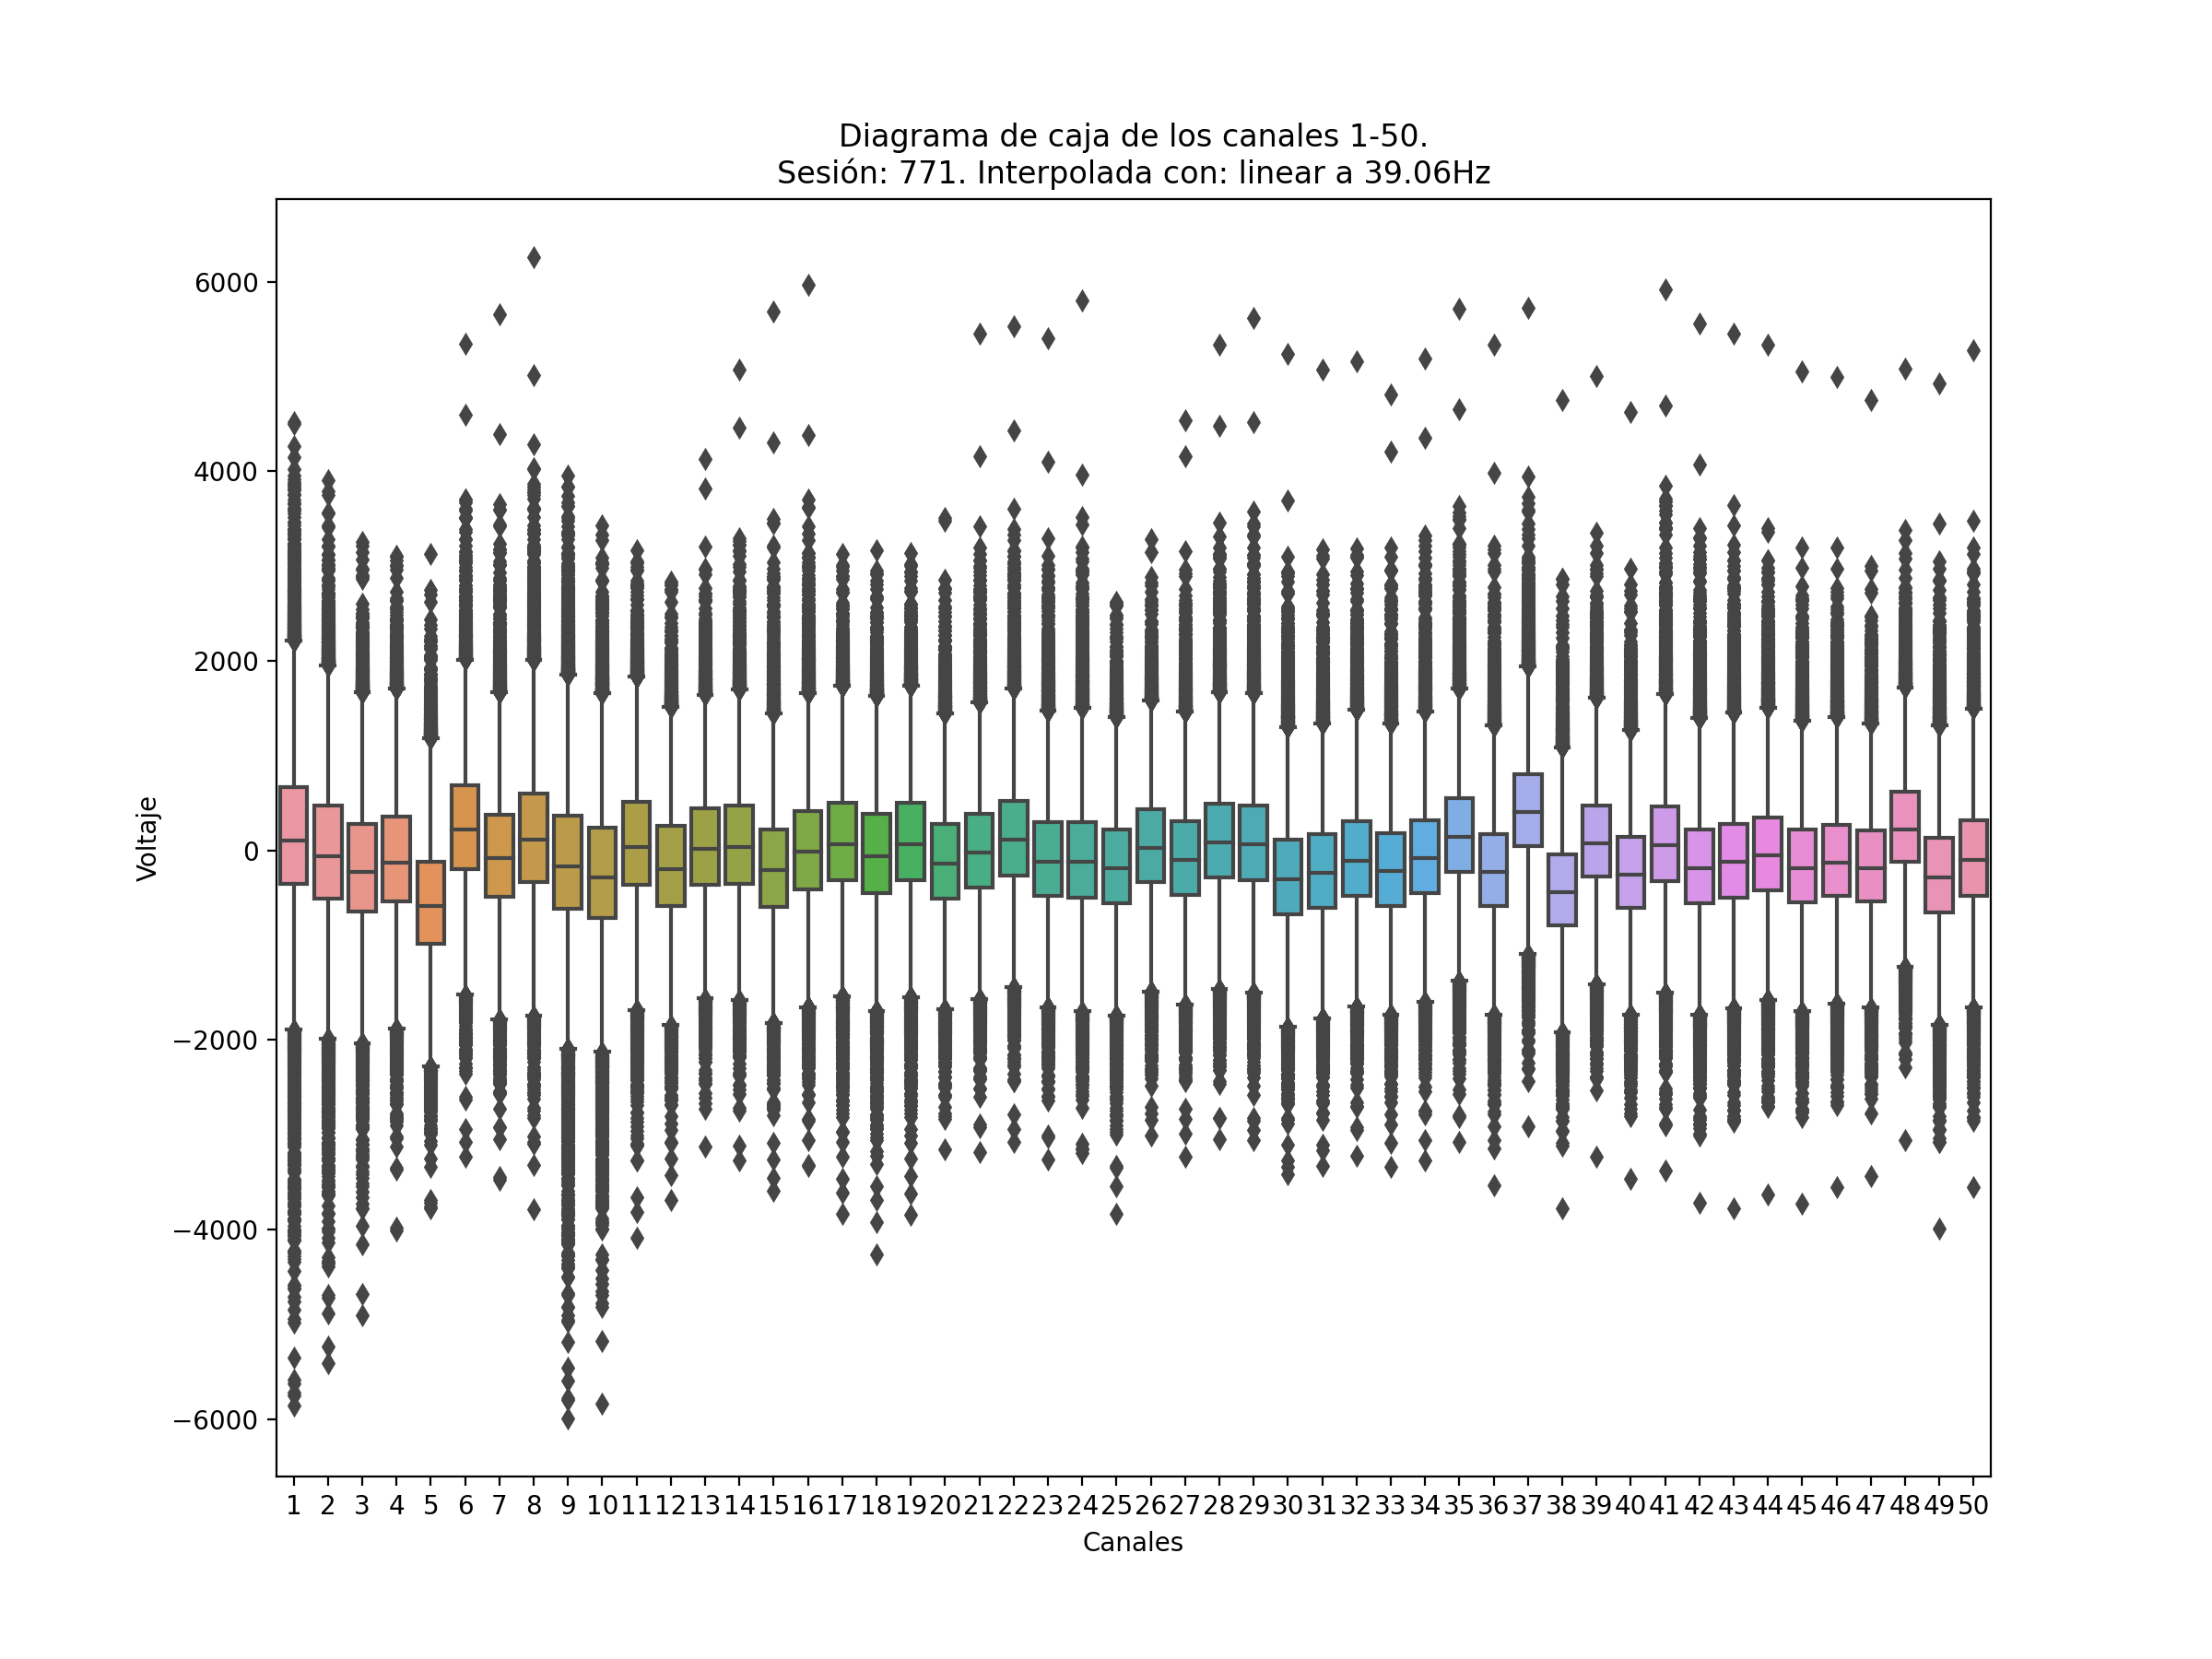 Diagrama de caja de los canales 1-50.
Sesión: 771. Interpolada con: linear a 39.06Hz
6000
4000
2000
0
−2000
−4000
−6000
Voltaje
1 2 3 4 5 6 7 8 9 10 11 12 13 14 15 16 17 18 19 20 21 22 23 24 25 26 27 28 29 30 31 32 33 34 35 36 37 38 39 40 41 42 43 44 45 46 47 48 49 50
Canales